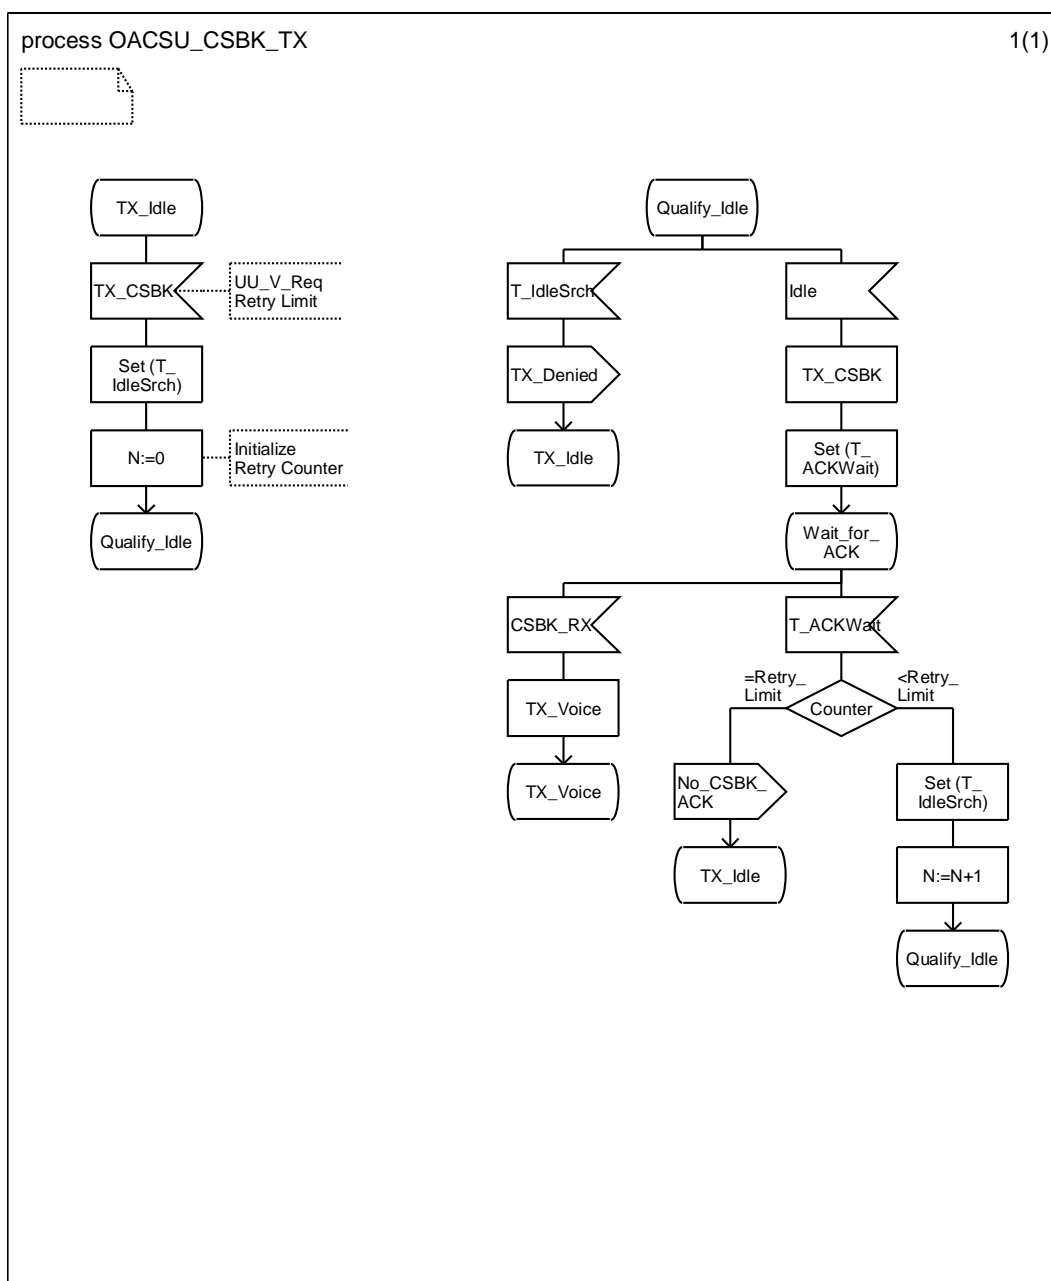 process OACSU_CSBK_TX
1(1)
TX_Idle
TX_CSBK
UU_V_Req
Retry Limit
Set (T_
IdleSrch)
N:=0
Initialize
Retry Counter
Qualify_Idle
Qualify_Idle
T_IdleSrch
Idle
TX_Denied
TX_CSBK
TX_Idle
Set (T_
ACKWait)
Wait_for_
ACK
CSBK_RX
T_ACKWait
TX_Voice
=Retry_
Limit
Counter
<Retry_
Limit
TX_Voice
No_CSBK_
ACK
Set (T_
IdleSrch)
TX_Idle
N:=N+1
Qualify_Idle